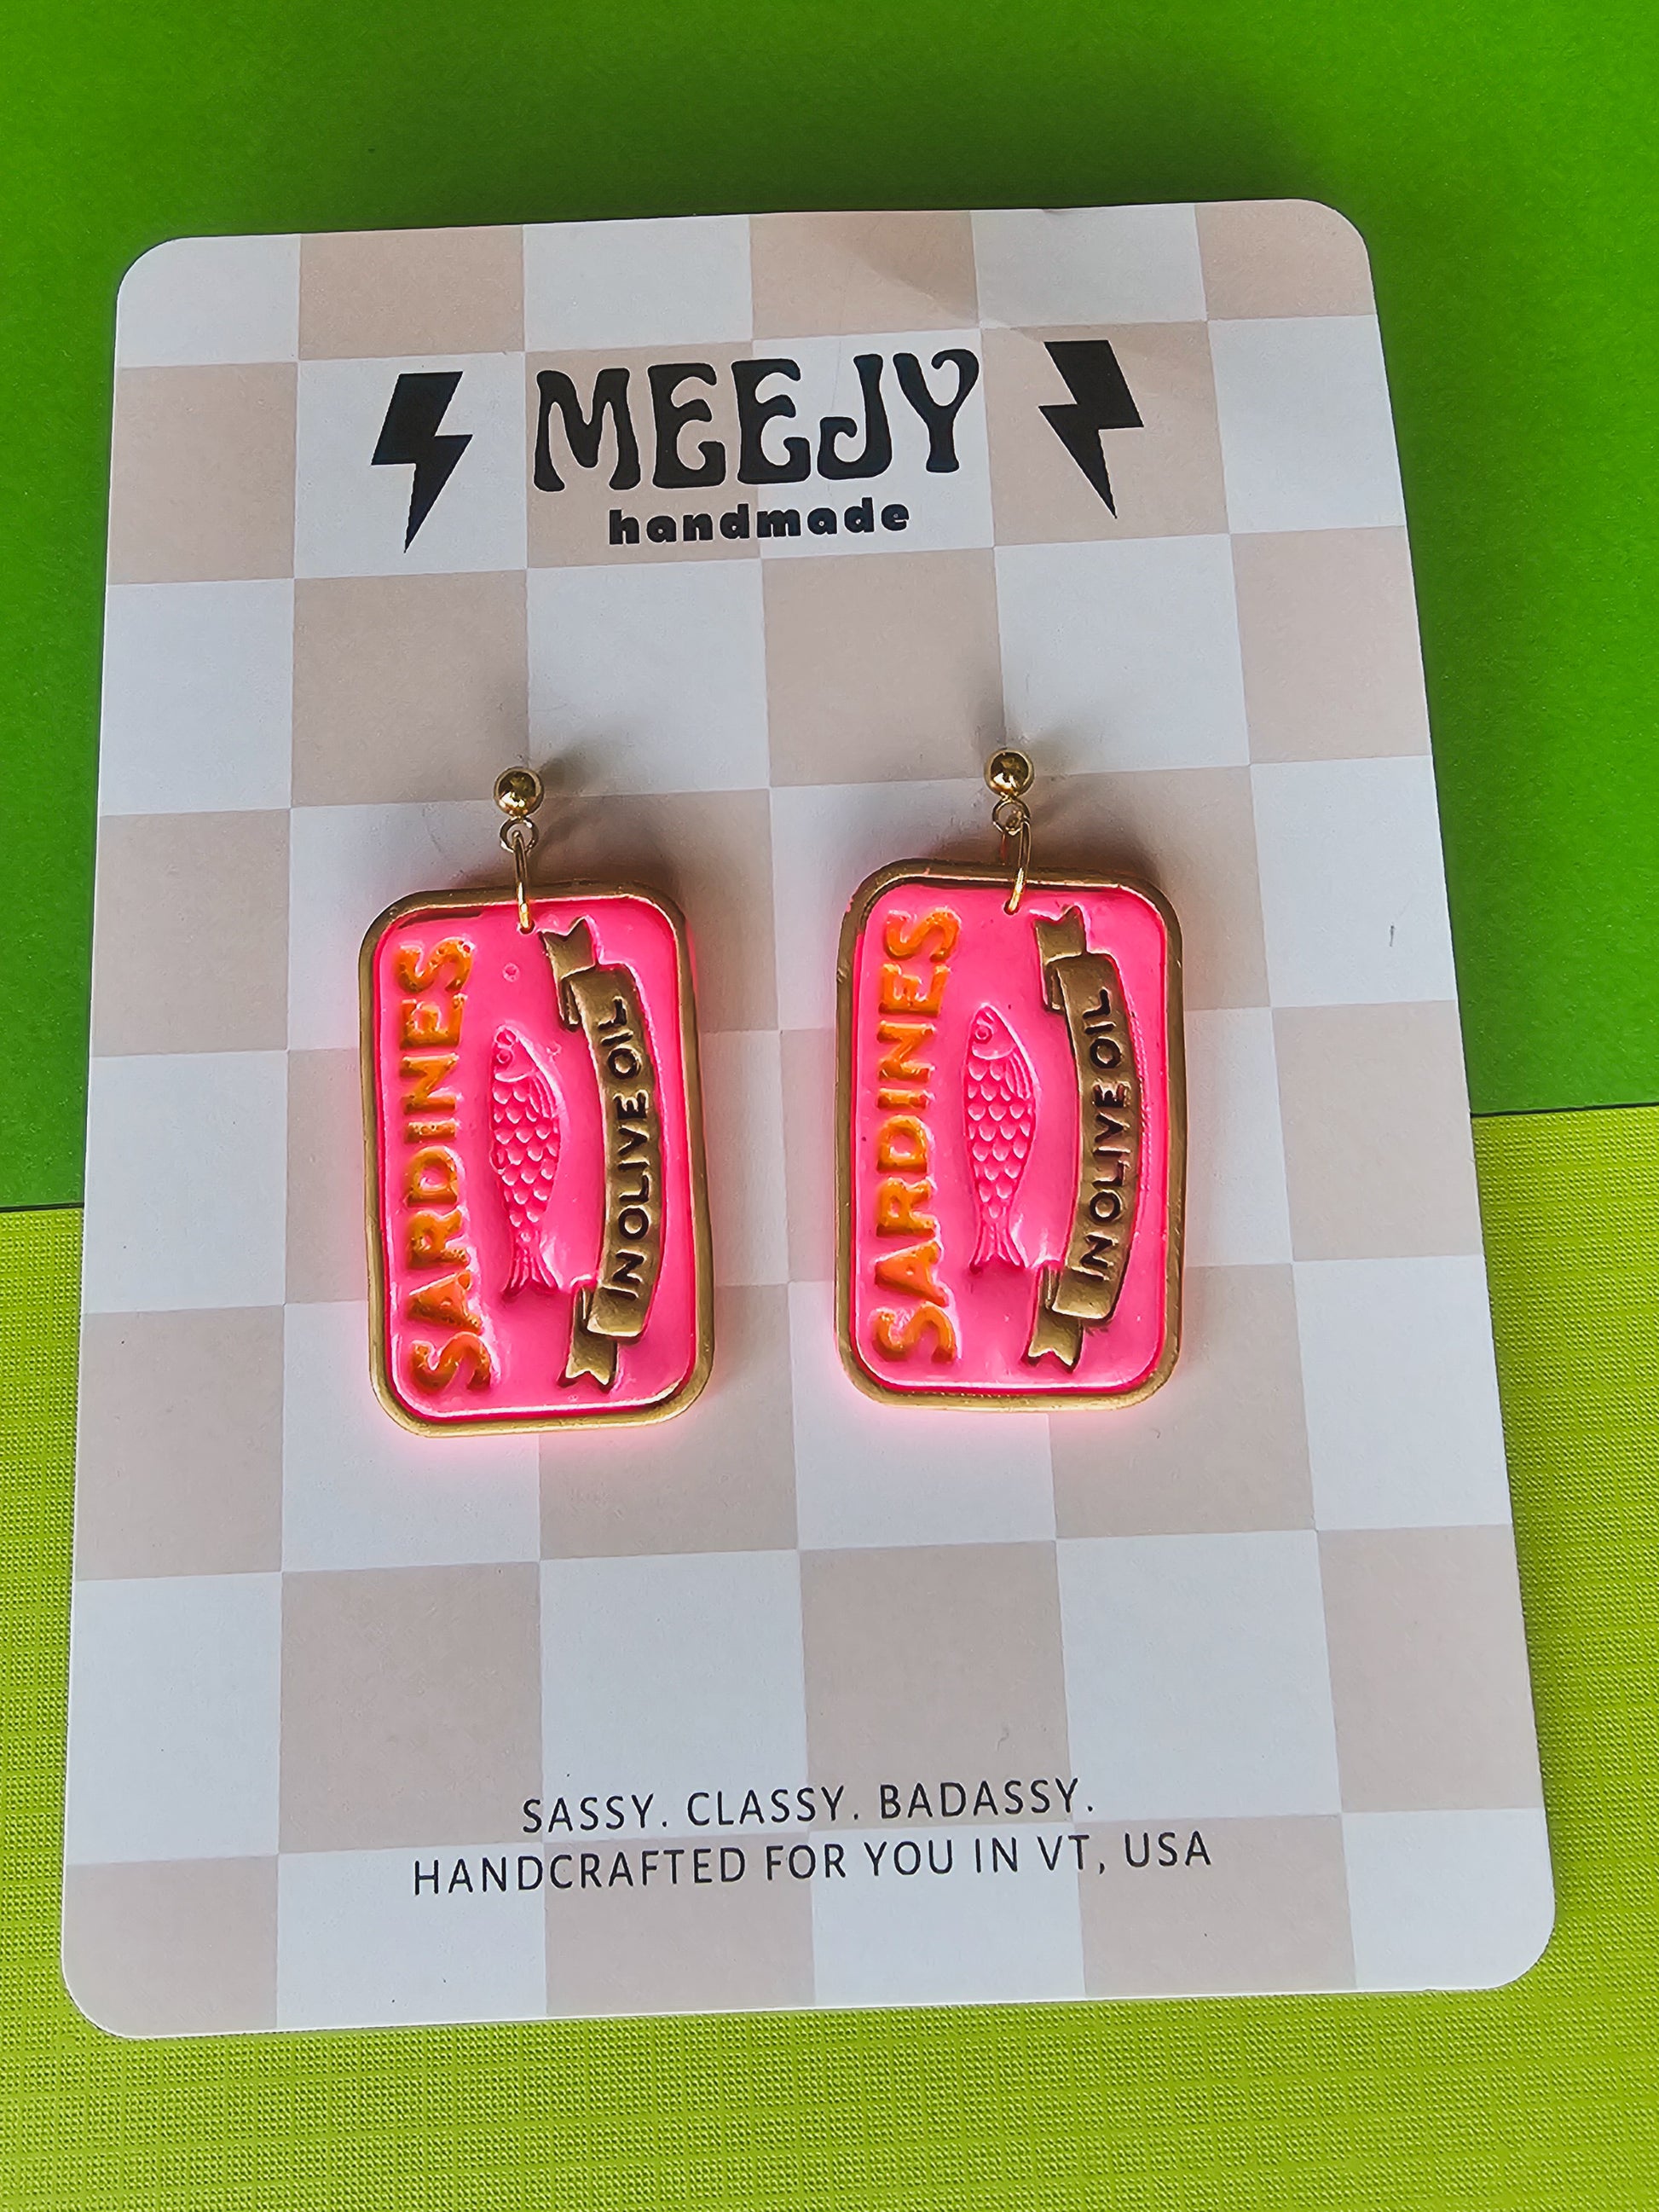 MEEJY
handmade
SARDINES
IN OLIVE OIL
SARDINES
IN OLIVE OIL
SASSY. CLASSY. BADASSY.
HANDCRAFTED FOR YOU IN VT, USA